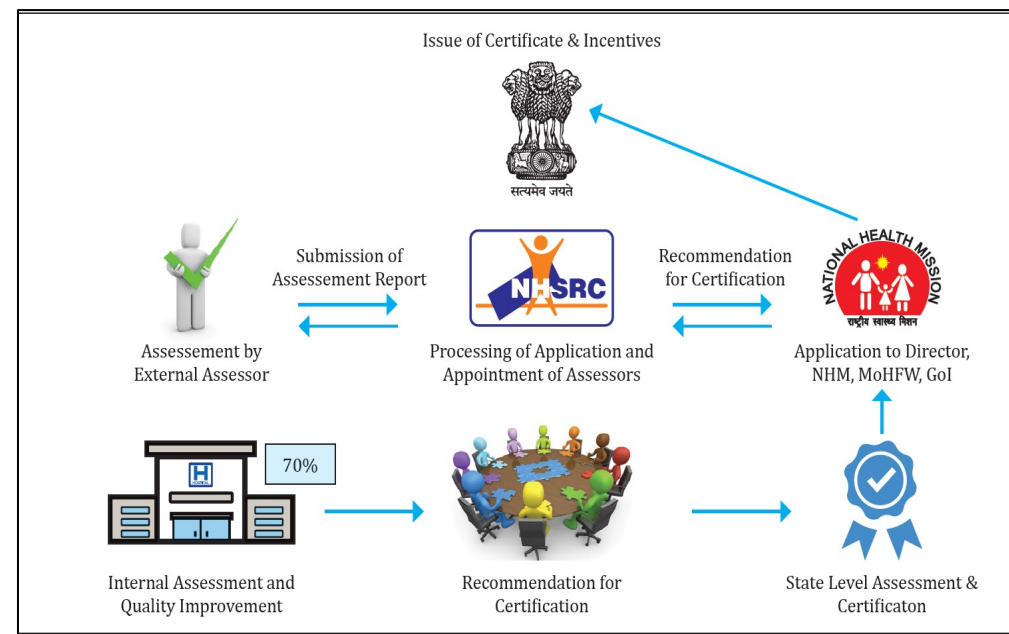 Issue of Certificate & Incentives
सत्यमेव जयते
Submission of
Assessement Report
NHSRC
Recommendation
for Certification
NATIONAL HEALTH MISSION
राष्ट्रीय स्वास्थ्य मिशन
Assessement by
External Assessor
Processing of Application and
Appointment of Assessors
Application to Director,
NHM, MoHFW, GoI
H
HOSPITAL
70%
Internal Assessment and
Quality Improvement
Recommendation for
Certification
State Level Assessment &
Certificaton